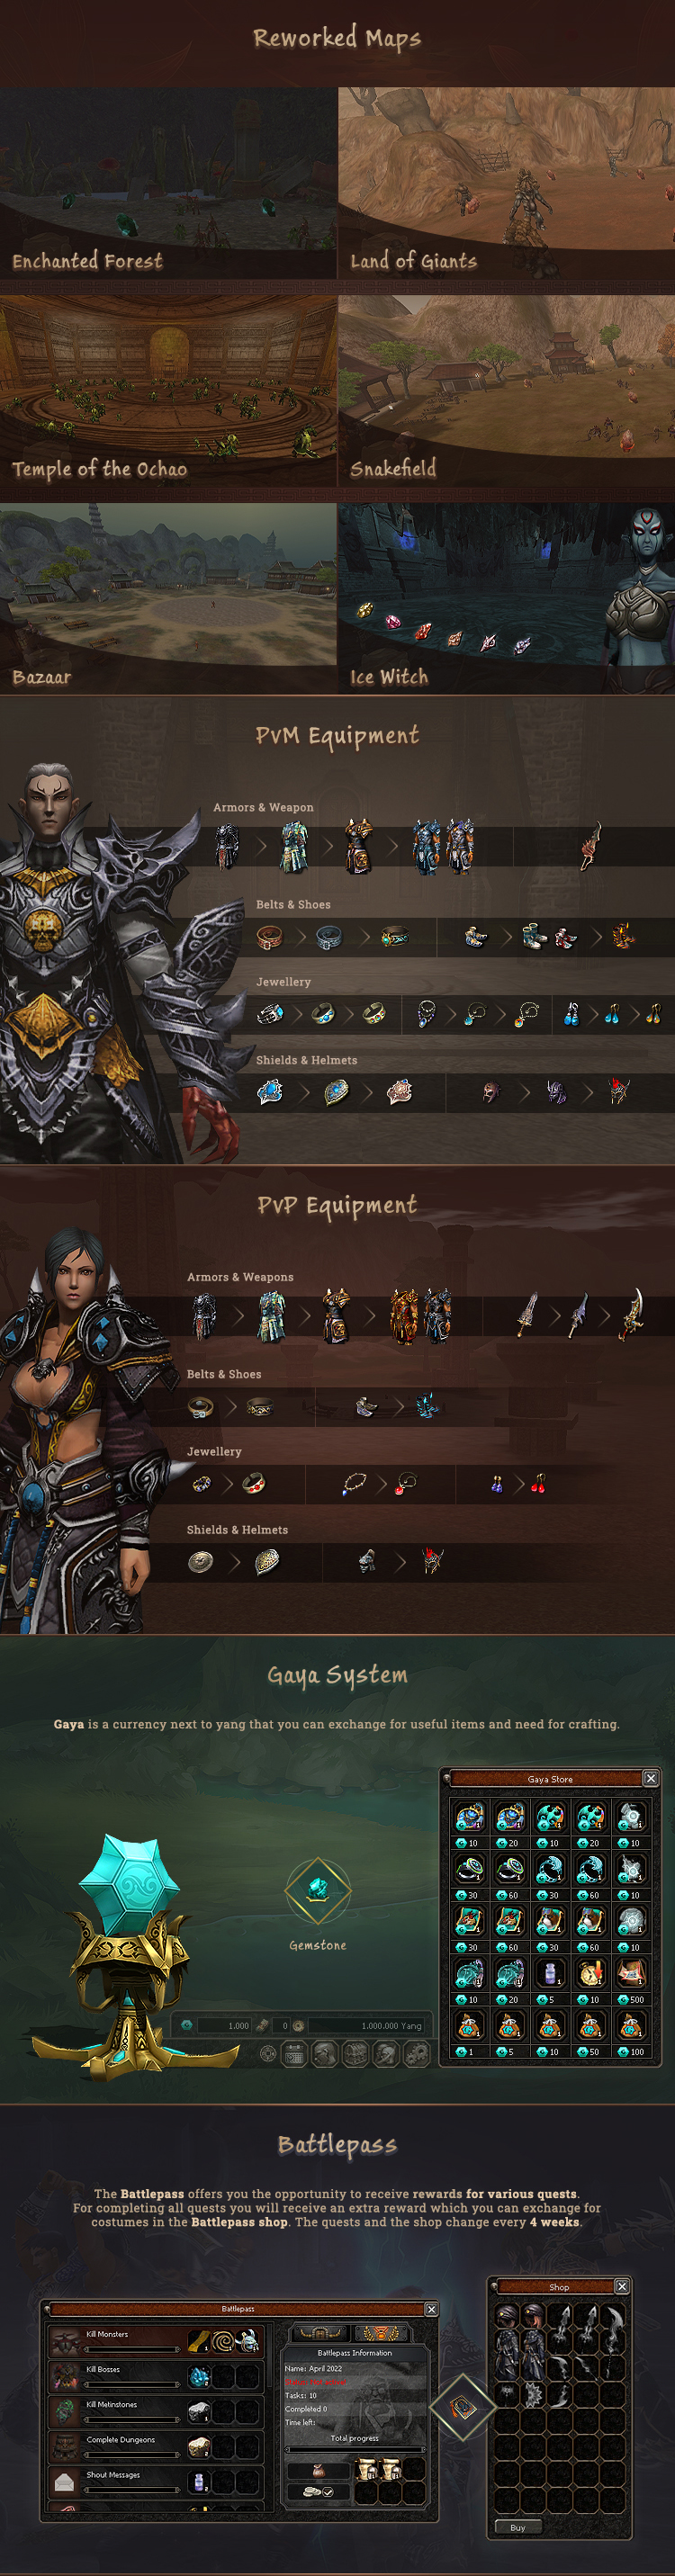 Reworked Maps
Enchanted Forest
Land of Giants
Temple of the Ochao
Snakefield
Bazaar
Ice Witch
PvM Equipment
Armors & Weapon
Belts & Shoes
Jewellery
Shields & Helmets
PvP Equipment
Armors & Weapons
Belts & Shoes
Jewellery
Shields & Helmets
Gaya System
Gaya is a currency next to yang that you can exchange for useful items and need for crafting.
Gaya Store
10 20 10 20 10
30 60 30 60 10
30 60 30 60 10
10 20 5 10 500
1 5 10 50 100
Gemstone
1.000 0 1.000.000 Yang
Battlepass
The Battlepass offers you the opportunity to receive rewards for various quests.
For completing all quests you will receive an extra reward which you can exchange for
costumes in the Battlepass shop. The quests and the shop change every 4 weeks.
Battlepass
Kill Monsters
Kill Bosses
Kill Metinstones
Complete Dungeons
Shout Messages
Battlepass Information
Name: April 2022
Tasks: 10
Completed 0
Time left:
Total progress
Shop
Buy